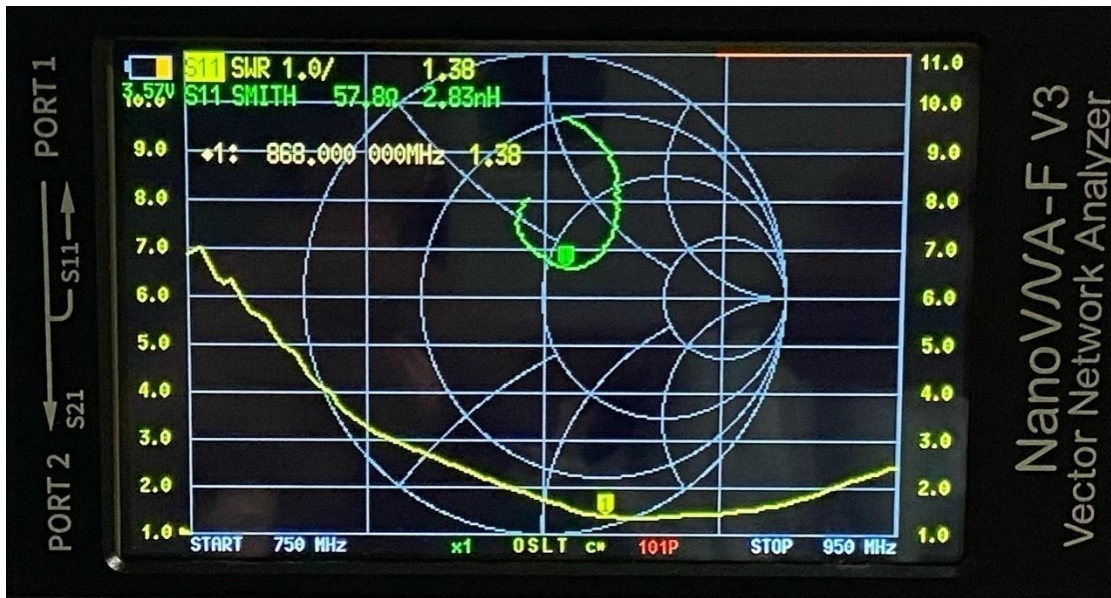 S11 SWR 1.0/ 1.38
3.57V S11 SMITH 57.8Ω 2.83nH
1: 868.000 000MHz 1.38
11.0
10.0 10.0
9.0 9.0
8.0 8.0
7.0 7.0
6.0 6.0
5.0 5.0
4.0 4.0
3.0 3.0
2.0 2.0
1.0 1.0
1
1
START 750 MHz x1 OSLT c* 101P STOP 950 MHz
PORT 1
S11
S21
PORT 2
NanoVNA-F V3
Vector Network Analyzer